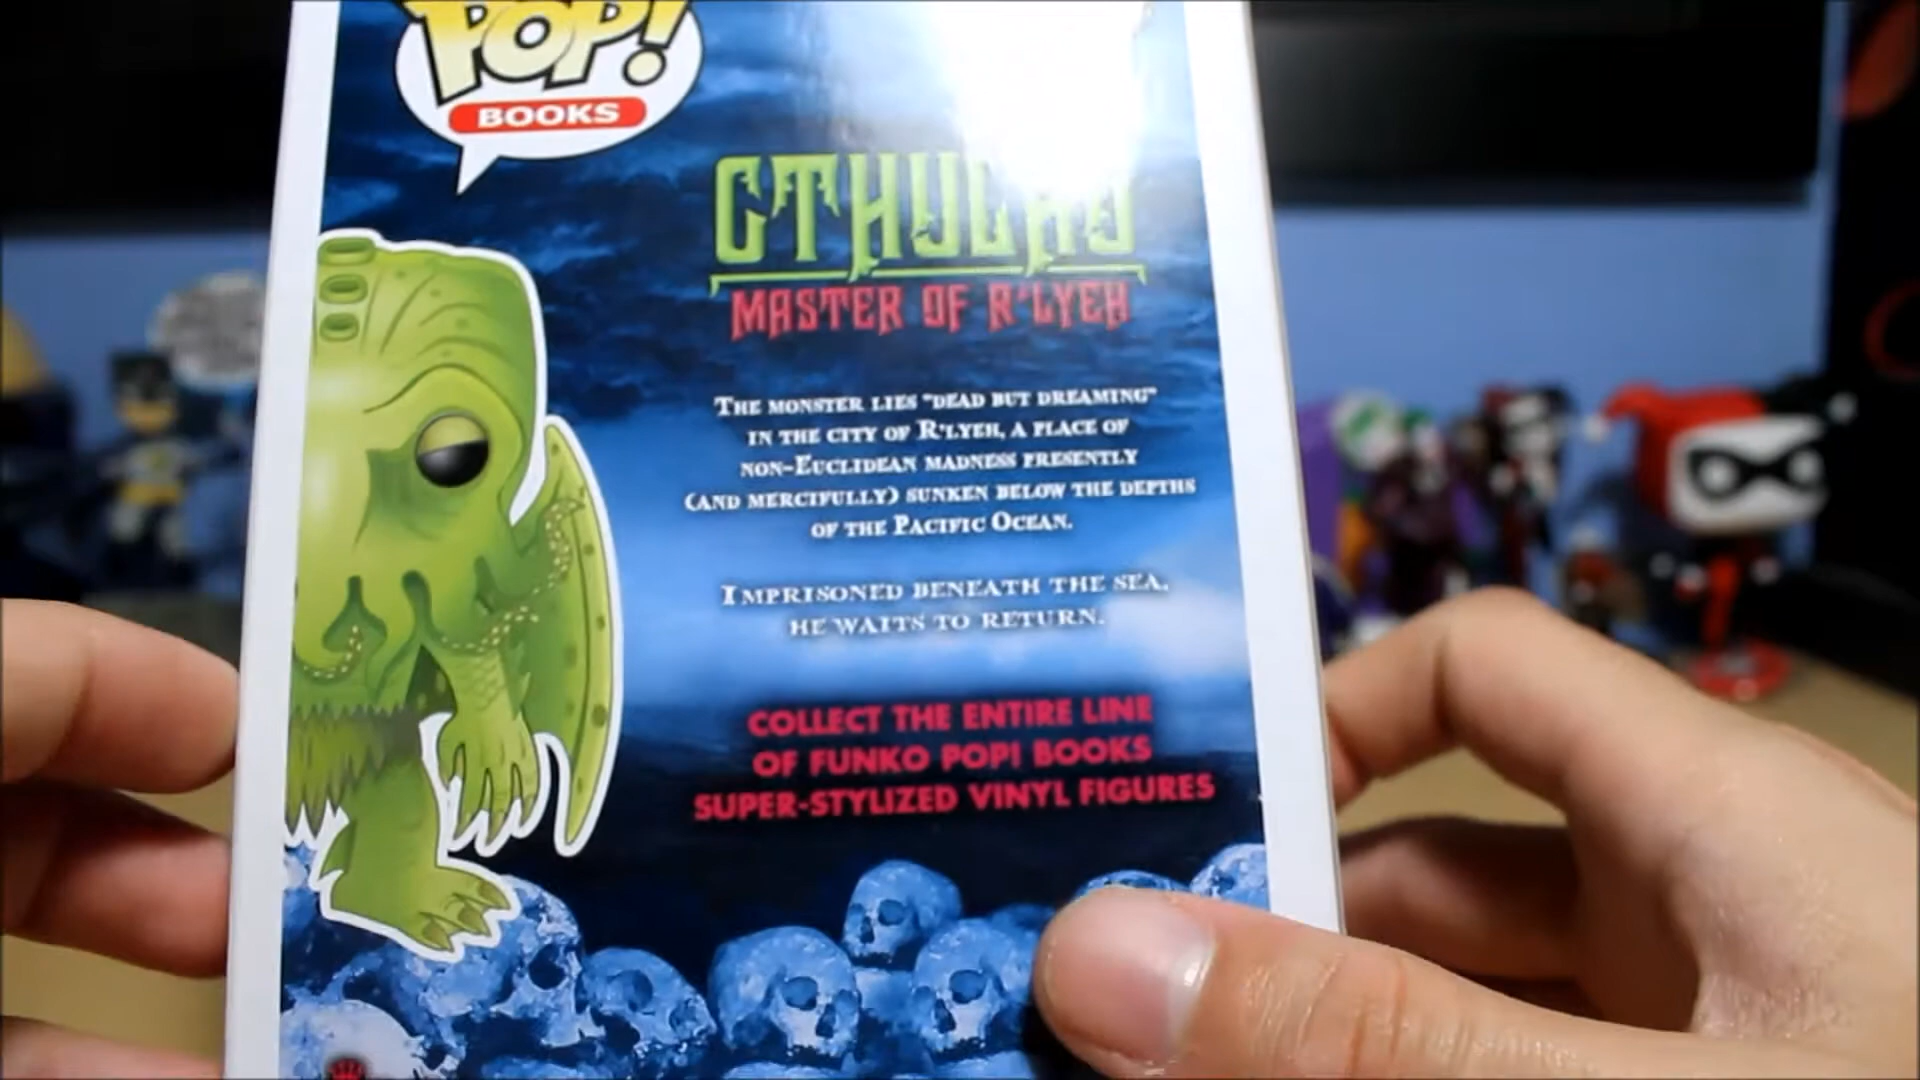 POP!
BOOKS
CTHULHU
MASTER OF R'LYEH
THE MONSTER LIES "DEAD BUT DREAMING"
IN THE CITY OF R'LYEH, A PLACE OF
NON-EUCLIDEAN MADNESS PRESENTLY
(AND MERCIFULLY) SUNKEN BELOW THE DEPTHS
OF THE PACIFIC OCEAN.
IMPRISONED BENEATH THE SEA,
HE WAITS TO RETURN.
COLLECT THE ENTIRE LINE
OF FUNKO POP! BOOKS
SUPER-STYLIZED VINYL FIGURES